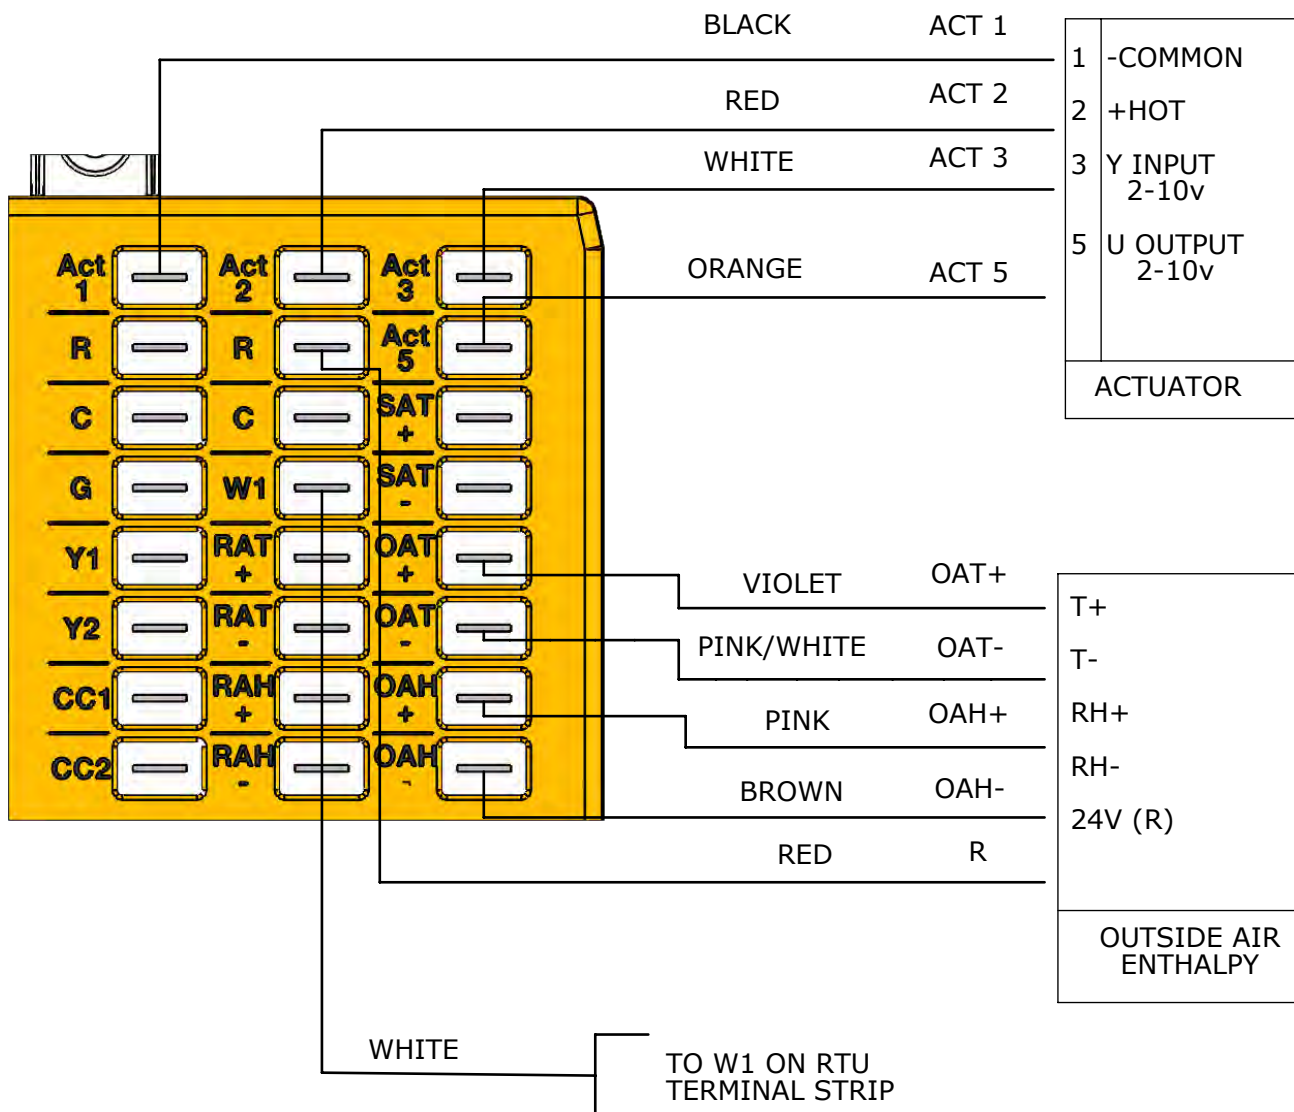 BLACK ACT 1
1 -COMMON
RED ACT 2
2 +HOT
WHITE ACT 3
3 Y INPUT
2-10v
ORANGE ACT 5
5 U OUTPUT
2-10v
ACTUATOR
Act
1
Act
2
Act
3
R
R
Act
5
C
C
SAT
+
G
W1
SAT
-
Y1
RAT
+
OAT
+
Y2
RAT
-
OAT
-
CC1
RAH
+
OAH
+
CC2
RAH
-
OAH
-
VIOLET OAT+
T+
PINK/WHITE OAT-
T-
PINK OAH+
RH+
RH-
BROWN OAH-
24V (R)
RED R
OUTSIDE AIR
ENTHALPY
WHITE
TO W1 ON RTU
TERMINAL STRIP